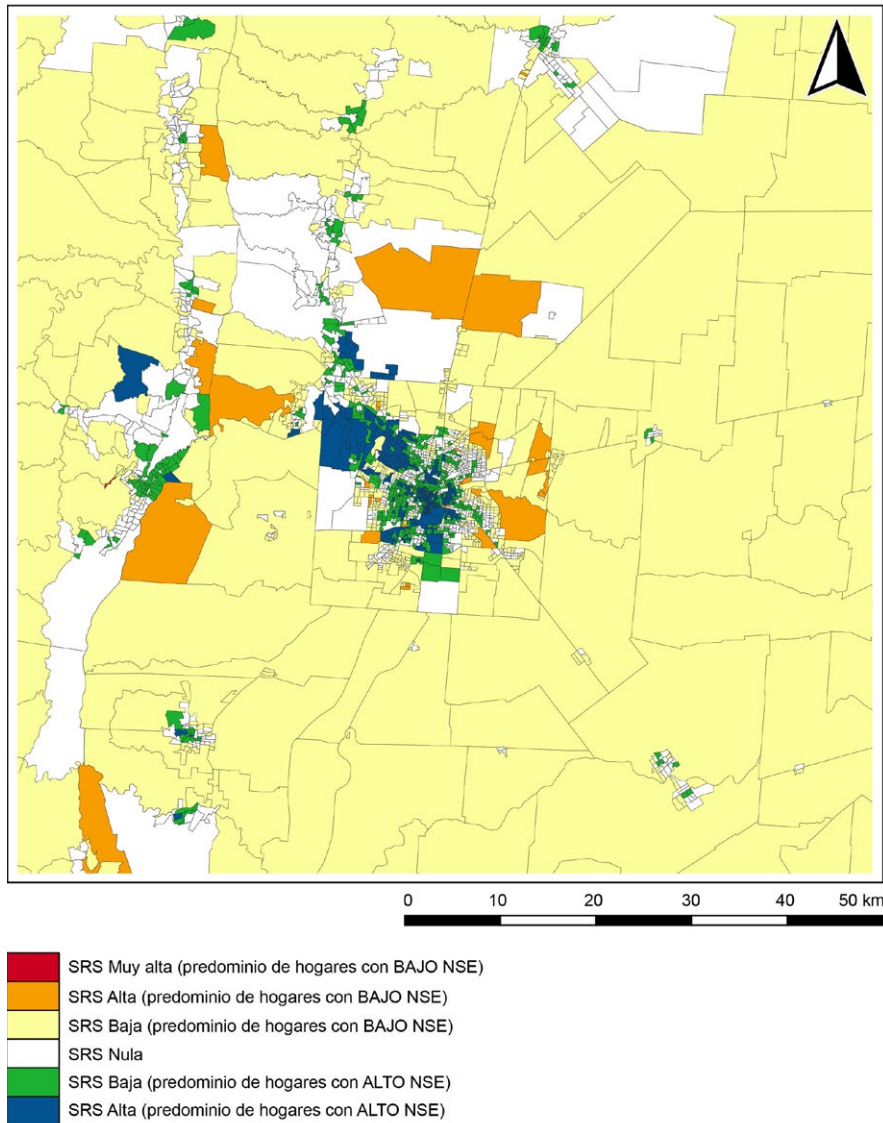 0 10 20 30 40 50 km
SRS Muy alta (predominio de hogares con BAJO NSE)
SRS Alta (predominio de hogares con BAJO NSE)
SRS Baja (predominio de hogares con BAJO NSE)
SRS Nula
SRS Baja (predominio de hogares con ALTO NSE)
SRS Alta (predominio de hogares con ALTO NSE)